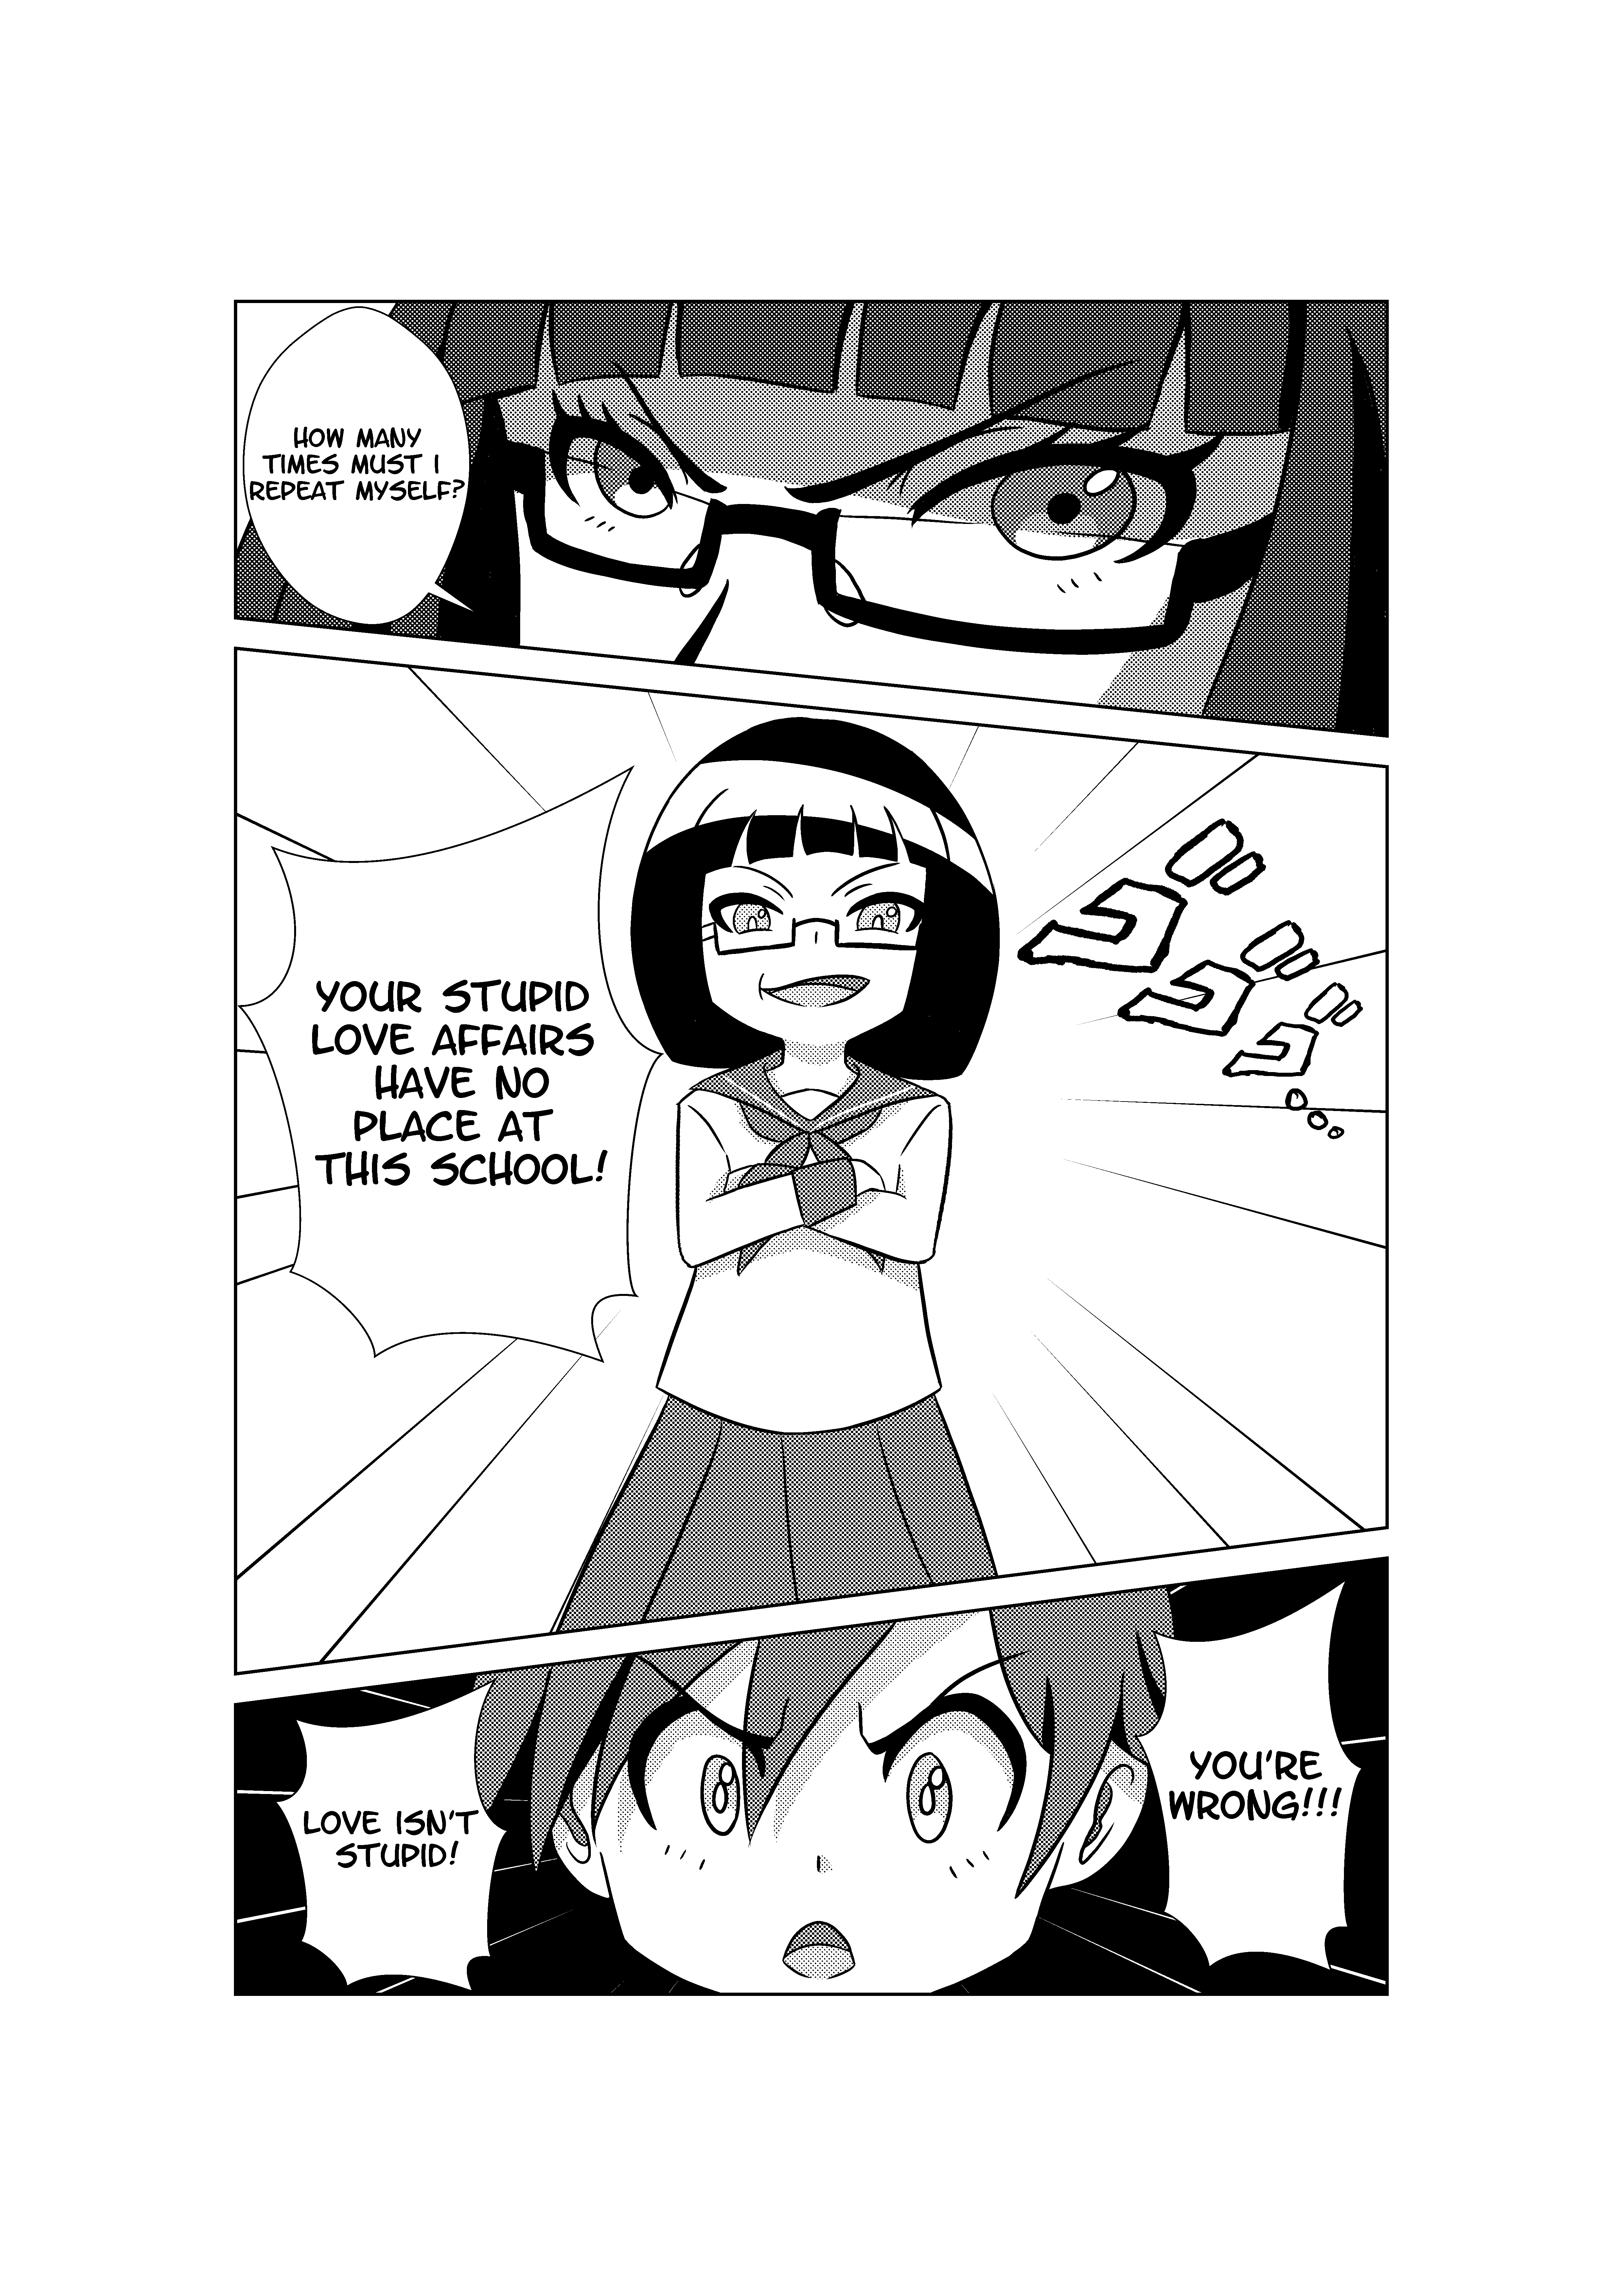 HOW MANY
TIMES MUST I
REPEAT MYSELF?
YOUR STUPID
LOVE AFFAIRS
HAVE NO
PLACE AT
THIS SCHOOL!
ゴゴゴ
YOU'RE
WRONG!!!
LOVE ISN'T
STUPID!